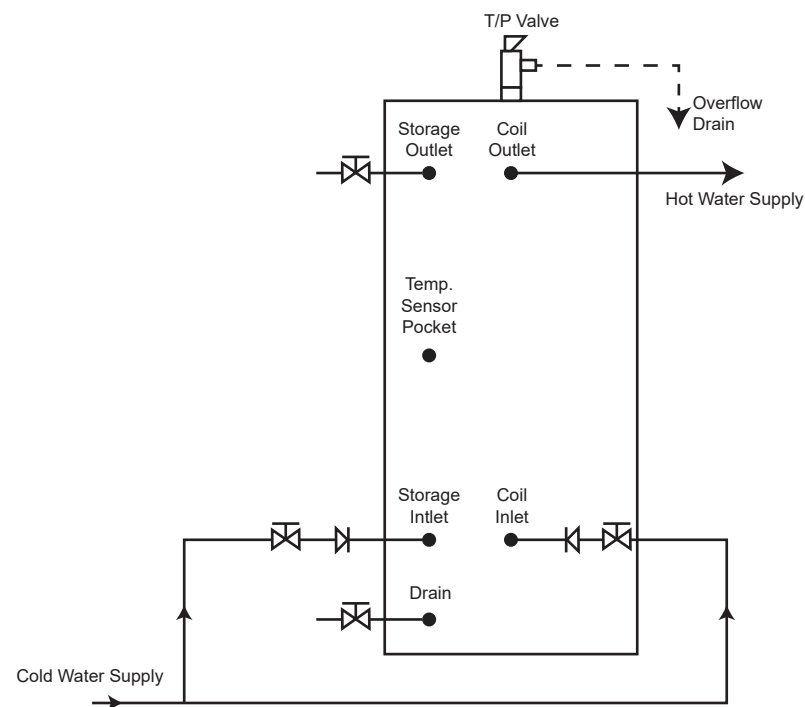 T/P Valve
Overflow
Drain
Storage
Outlet
Coil
Outlet
Hot Water Supply
Temp.
Sensor
Pocket
Storage
Intlet
Coil
Inlet
Drain
Cold Water Supply